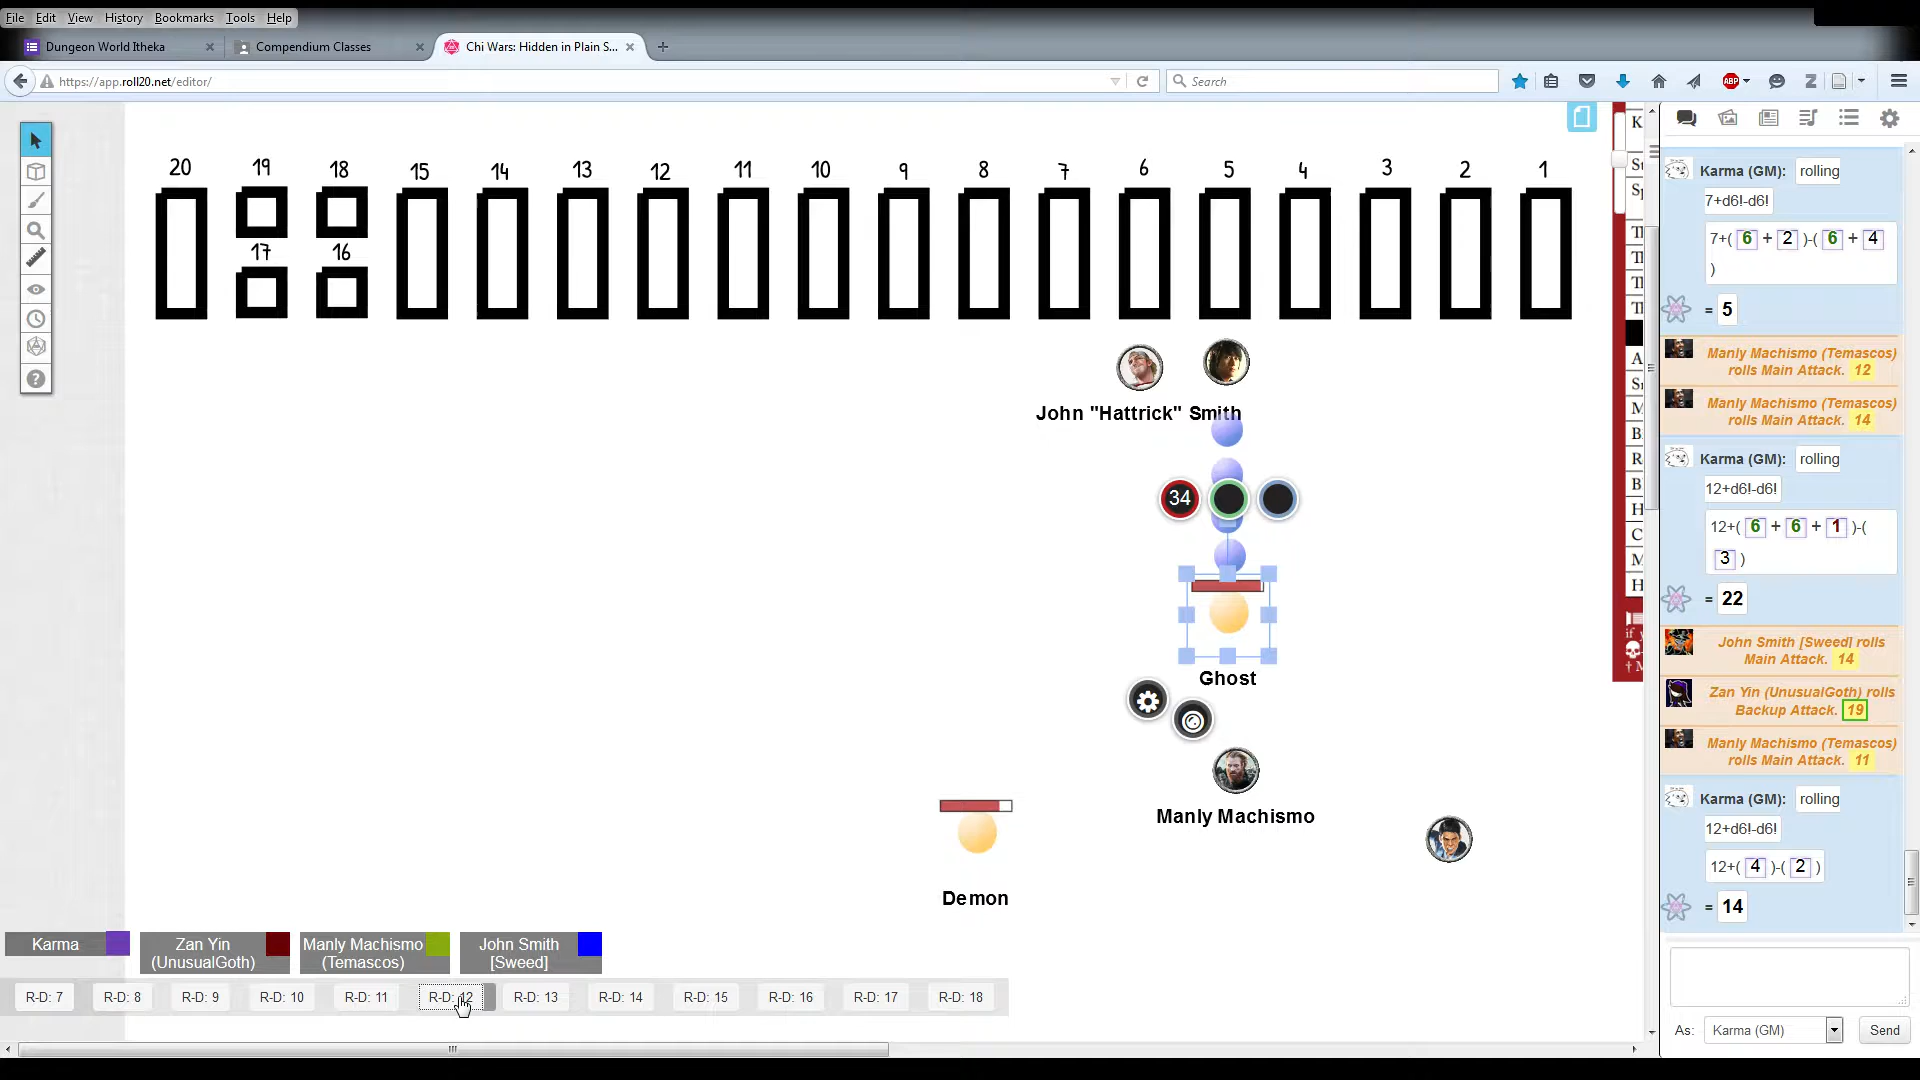 File Edit View History Bookmarks Tools Help
Dungeon World Itheka Compendium Classes Chi Wars: Hidden in Plain S...
https://app.roll20.net/editor/ Search ABP
20 19 18 15 14 13 12 11 10 9 8 7 6 5 4 3 2 1
17 16
John "Hattrick" Smith
34
Ghost
Manly Machismo
Demon
Karma
Zan Yin
(UnusualGoth)
Manly Machismo
(Temascos)
John Smith
[Sweed]
R-D: 7 R-D: 8 R-D: 9 R-D: 10 R-D: 11 R-D: 12 R-D: 13 R-D: 14 R-D: 15 R-D: 16 R-D: 17 R-D: 18
Karma (GM): rolling
7+d6!-d6!
7+( 6 + 2 )-( 6 + 4
)
= 5
Manly Machismo (Temascos)
rolls Main Attack. 12
Manly Machismo (Temascos)
rolls Main Attack. 14
Karma (GM): rolling
12+d6!-d6!
12+( 6 + 6 + 1 )-(
3 )
= 22
John Smith [Sweed] rolls
Main Attack. 14
Zan Yin (UnusualGoth) rolls
Backup Attack. 19
Manly Machismo (Temascos)
rolls Main Attack. 11
Karma (GM): rolling
12+d6!-d6!
12+( 4 )-( 2 )
= 14
As: Karma (GM) Send